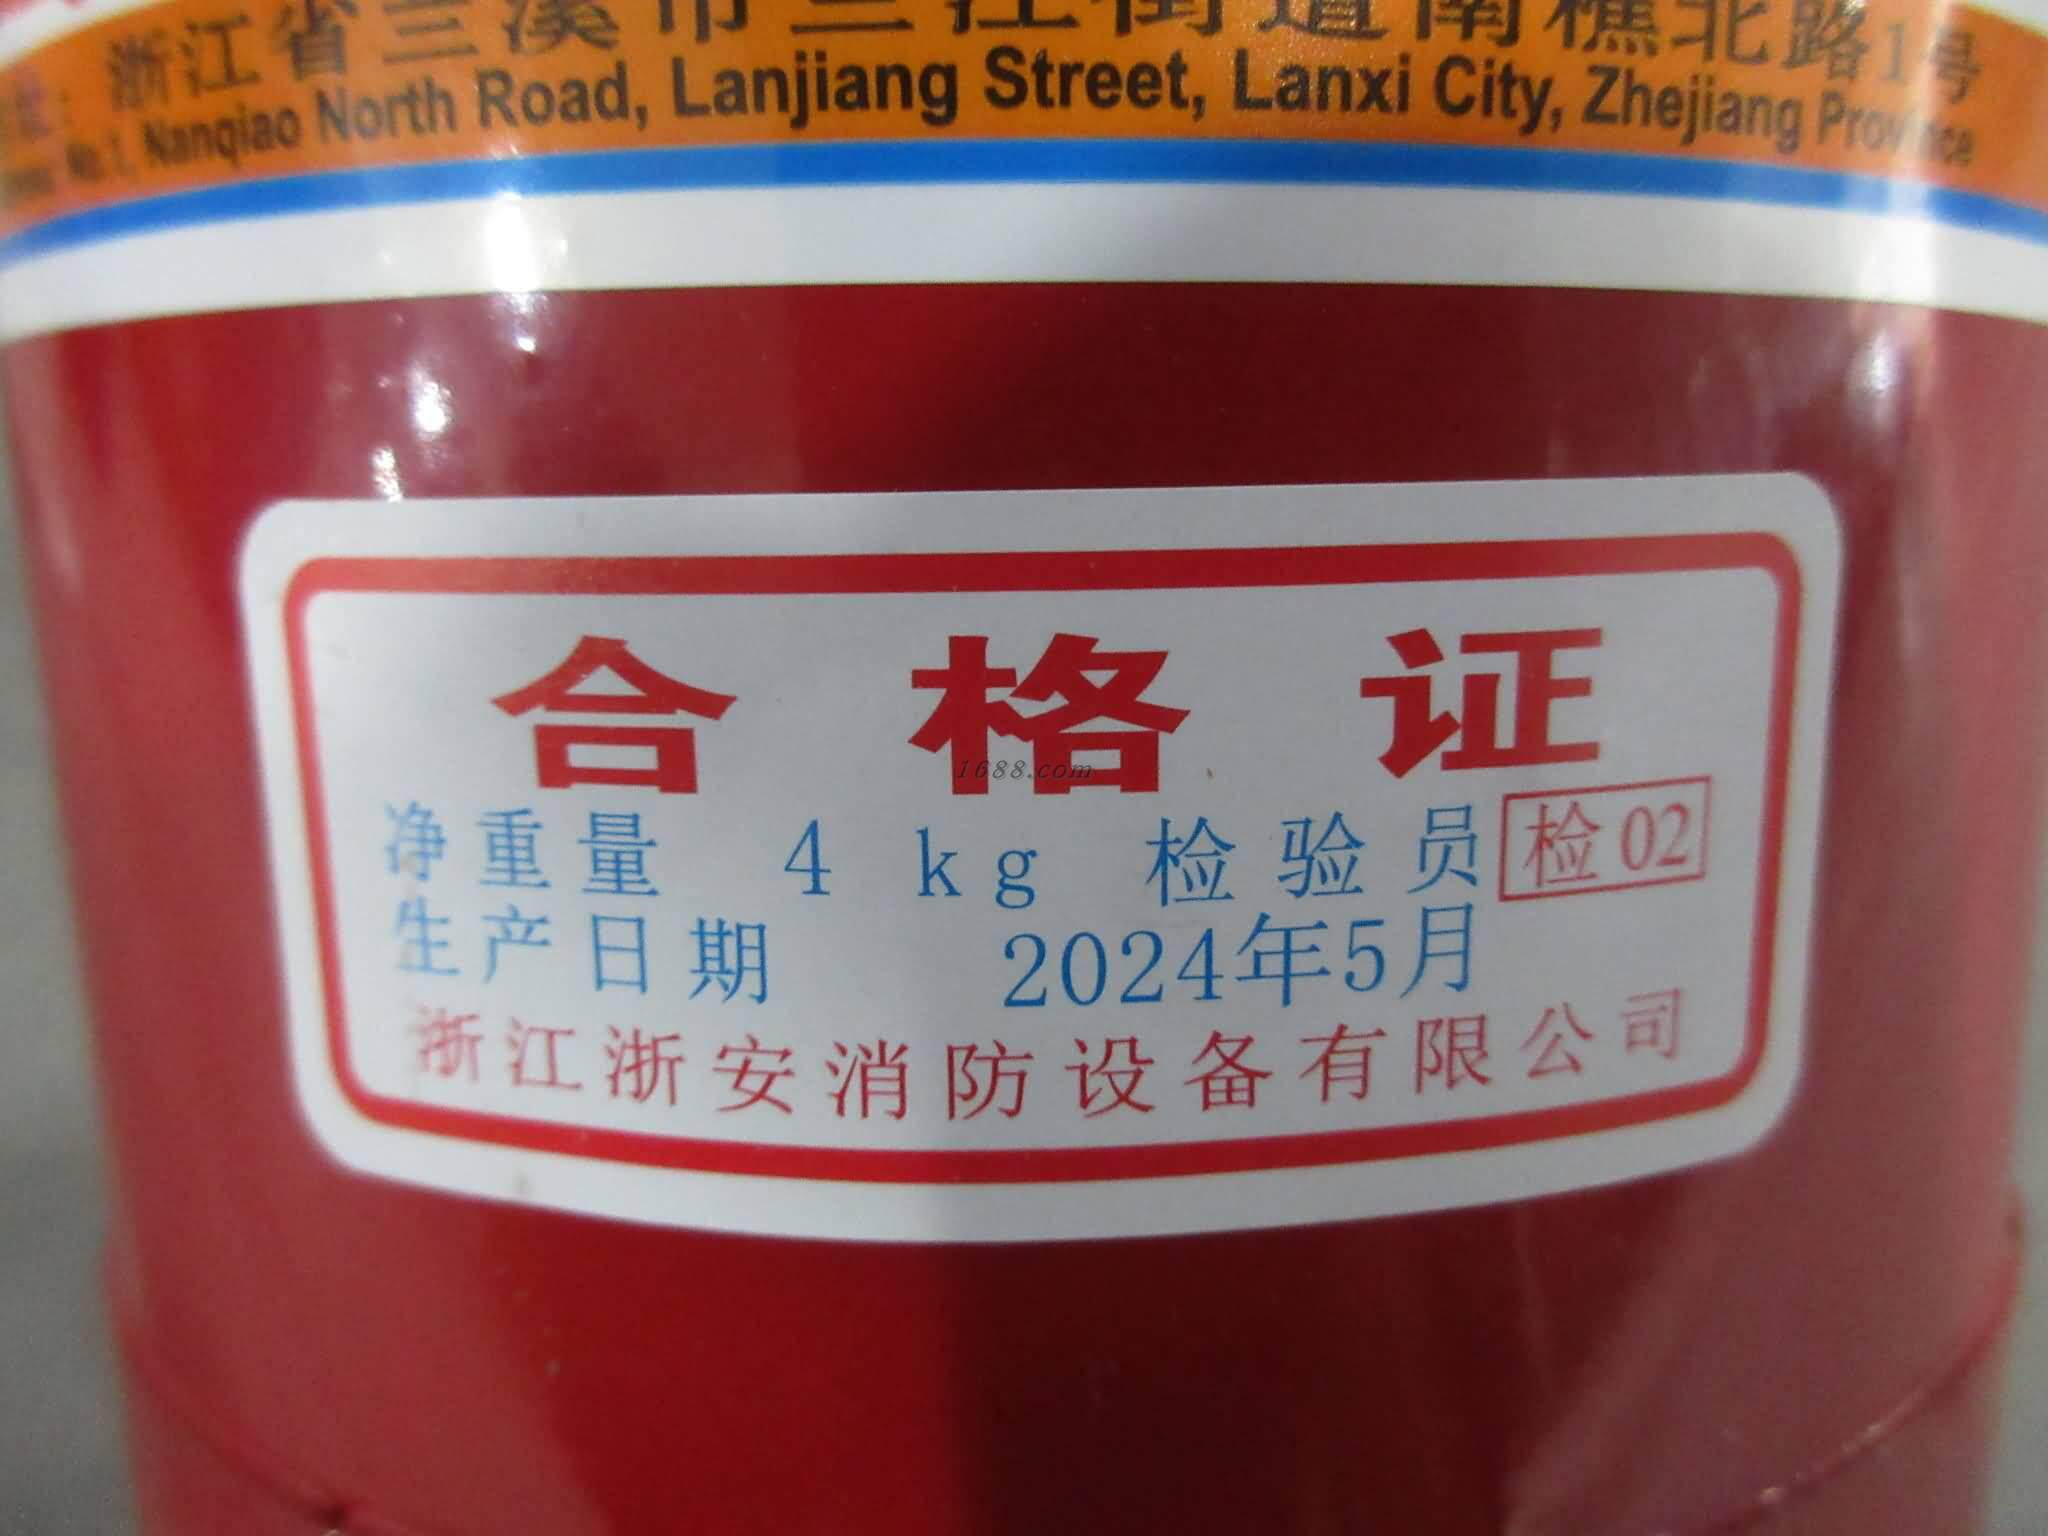 浙江省兰溪市兰江街道南樵北路1号
No.1, Nanqiao North Road, Lanjiang Street, Lanxi City, Zhejiang Province
合格证
1688.com
净重量 4 kg 检验员 检02
生产日期 2024年5月
浙江浙安消防设备有限公司